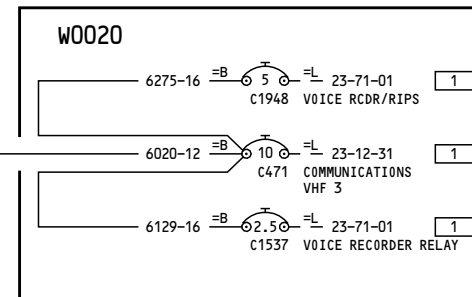 W0020
6275-16 =B 5 =L 23-71-01 1
C1948 VOICE RCDR/RIPS
6020-12 =B 10 =L 23-12-31 1
C471 COMMUNICATIONS
VHF 3
6129-16 =B 2.5 =L 23-71-01 1
C1537 VOICE RECORDER RELAY